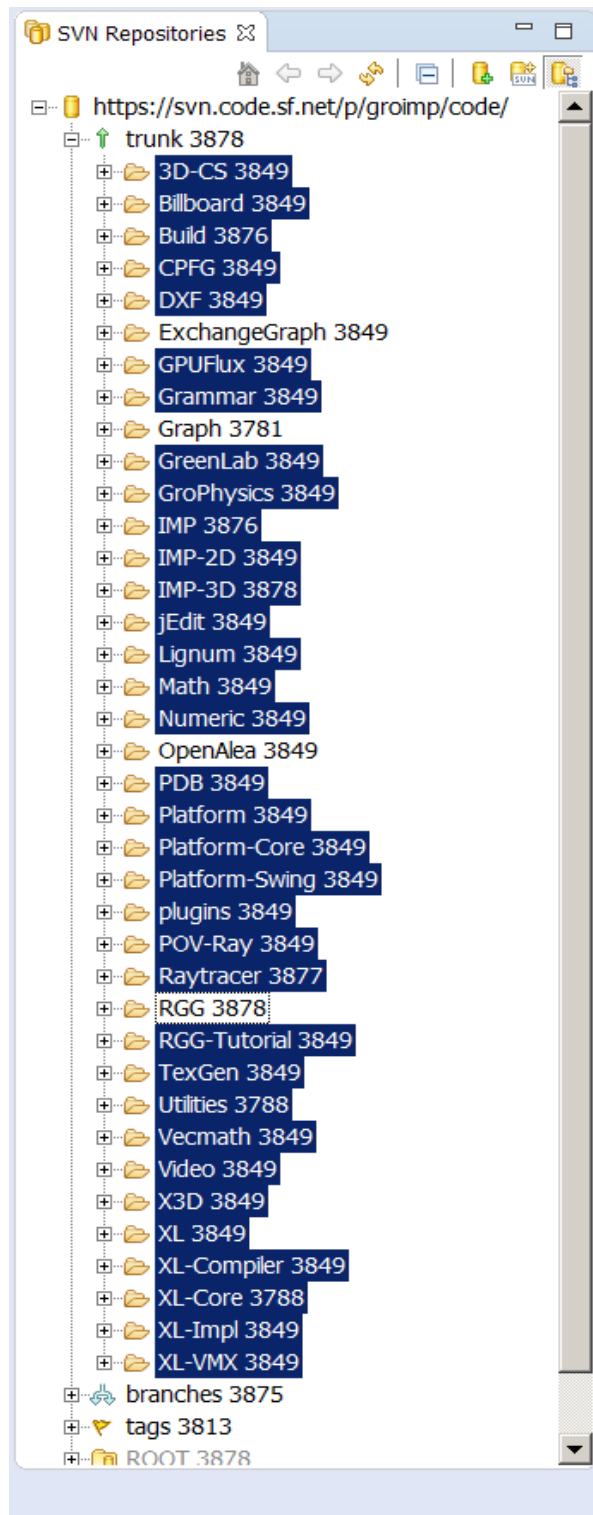 SVN Repositories
SVN
https://svn.code.sf.net/p/groimp/code/
trunk 3878
3D-CS 3849
Billboard 3849
Build 3876
CPFG 3849
DXF 3849
ExchangeGraph 3849
GPUFlux 3849
Grammar 3849
Graph 3781
GreenLab 3849
GroPhysics 3849
IMP 3876
IMP-2D 3849
IMP-3D 3878
jEdit 3849
Lignum 3849
Math 3849
Numeric 3849
OpenAlea 3849
PDB 3849
Platform 3849
Platform-Core 3849
Platform-Swing 3849
plugins 3849
POV-Ray 3849
Raytracer 3877
RGG 3878
RGG-Tutorial 3849
TexGen 3849
Utilities 3788
Vecmath 3849
Video 3849
X3D 3849
XL 3849
XL-Compiler 3849
XL-Core 3788
XL-Impl 3849
XL-VMX 3849
branches 3875
tags 3813
ROOT 3878